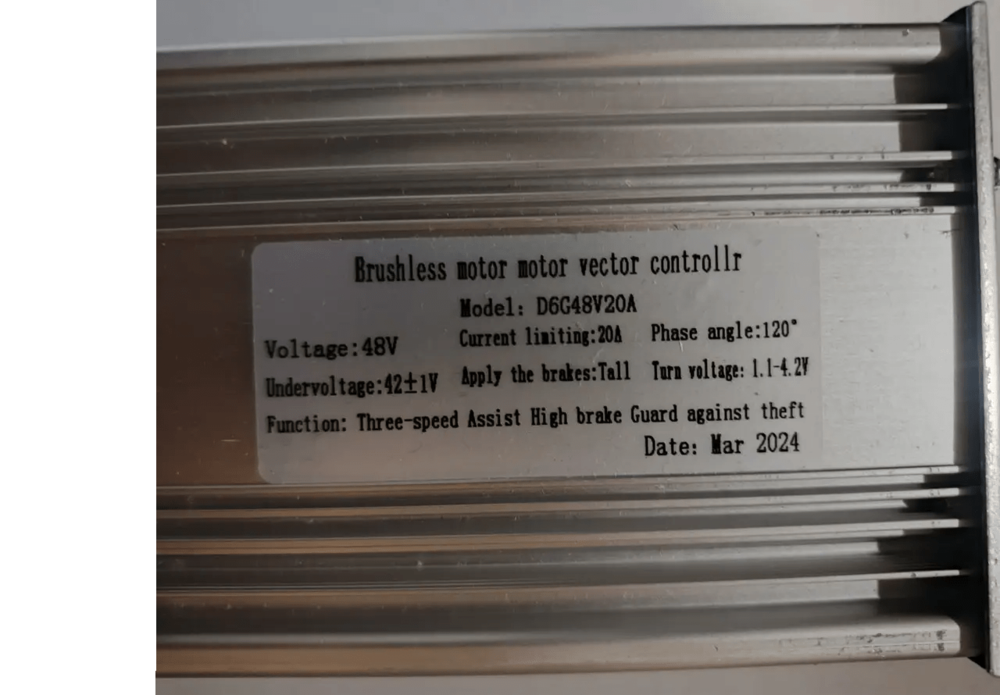 Brushless motor motor vector controllr
Model: D6G48V20A
Voltage:48V Current limiting:20A Phase angle:120°
Undervoltage:42±1V Apply the brakes:Tall Turn voltage: 1.1-4.2V
Function: Three-speed Assist High brake Guard against theft
Date: Mar 2024